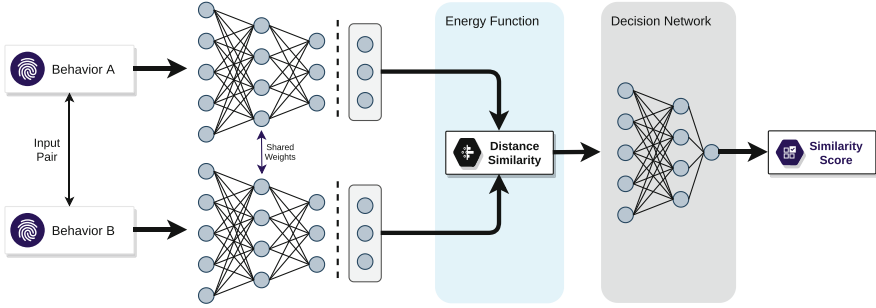 Energy Function
Decision Network
Behavior A
Input
Pair
Shared
Weights
Distance
Similarity
Similarity
Score
Behavior B